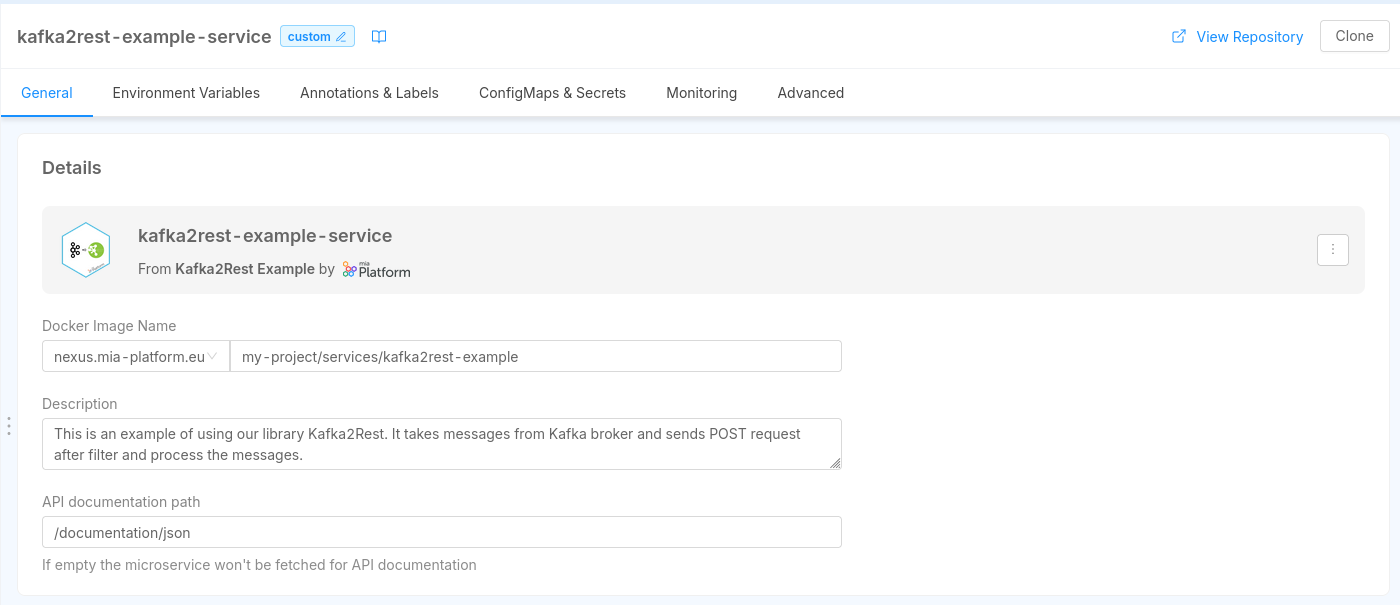 kafka2rest-example-service custom View Repository Clone
General Environment Variables Annotations & Labels ConfigMaps & Secrets Monitoring Advanced
Details
kafka2rest-example-service
From Kafka2Rest Example by mia Platform
Docker Image Name
nexus.mia-platform.eu my-project/services/kafka2rest-example
Description
This is an example of using our library Kafka2Rest. It takes messages from Kafka broker and sends POST request
after filter and process the messages.
API documentation path
/documentation/json
If empty the microservice won't be fetched for API documentation